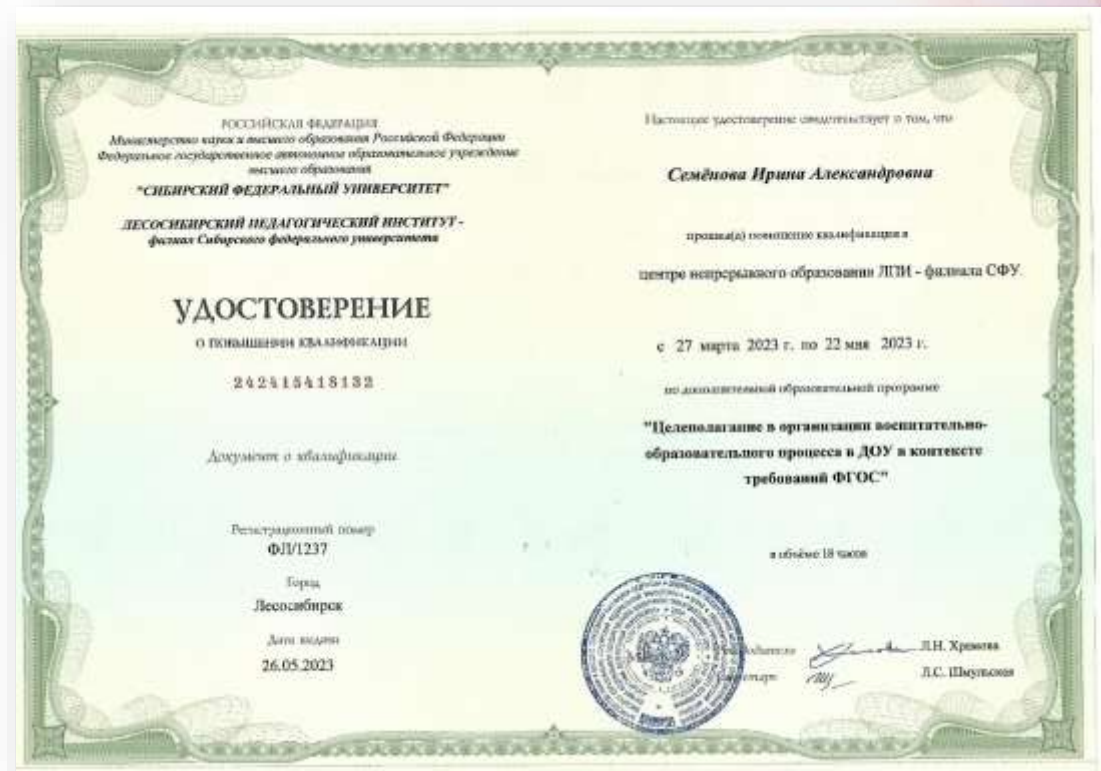 РОССИЙСКАЯ ФЕДЕРАЦИЯ
Министерство науки и высшего образования Российской Федерации
Федеральное государственное автономное образовательное учреждение
высшего образования
"СИБИРСКИЙ ФЕДЕРАЛЬНЫЙ УНИВЕРСИТЕТ"
ЛЕСОСИБИРСКИЙ ПЕДАГОГИЧЕСКИЙ ИНСТИТУТ -
филиал Сибирского федерального университета
УДОСТОВЕРЕНИЕ
О ПОВЫШЕНИИ КВАЛИФИКАЦИИ
242415418132
Документ о квалификации
Регистрационный номер
ФЛ/1237
Город
Лесосибирск
Дата выдачи
26.05.2023
Настоящее удостоверение свидетельствует о том, что
Семёнова Ирина Александровна
прошел(а) повышение квалификации в
центре непрерывного образования ЛПИ - филиала СФУ.
с 27 марта 2023 г. по 22 мая 2023 г.
по дополнительной образовательной программе
"Целеполагание в организации воспитательно-
образовательного процесса в ДОУ в контексте
требований ФГОС"
в объёме 18 часов
Л.Н. Храмова
Л.С. Шмульская